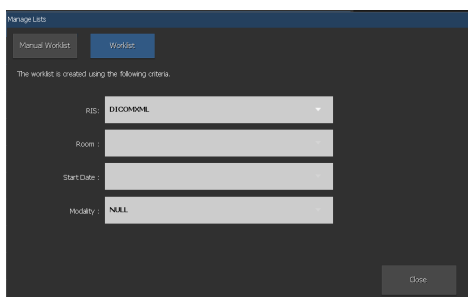 Manage Lists
Manual Worklist
Worklist
The worklist is created using the following criteria.
RIS: DICOMXML
Room :
Start Date :
Modality : NULL
Close